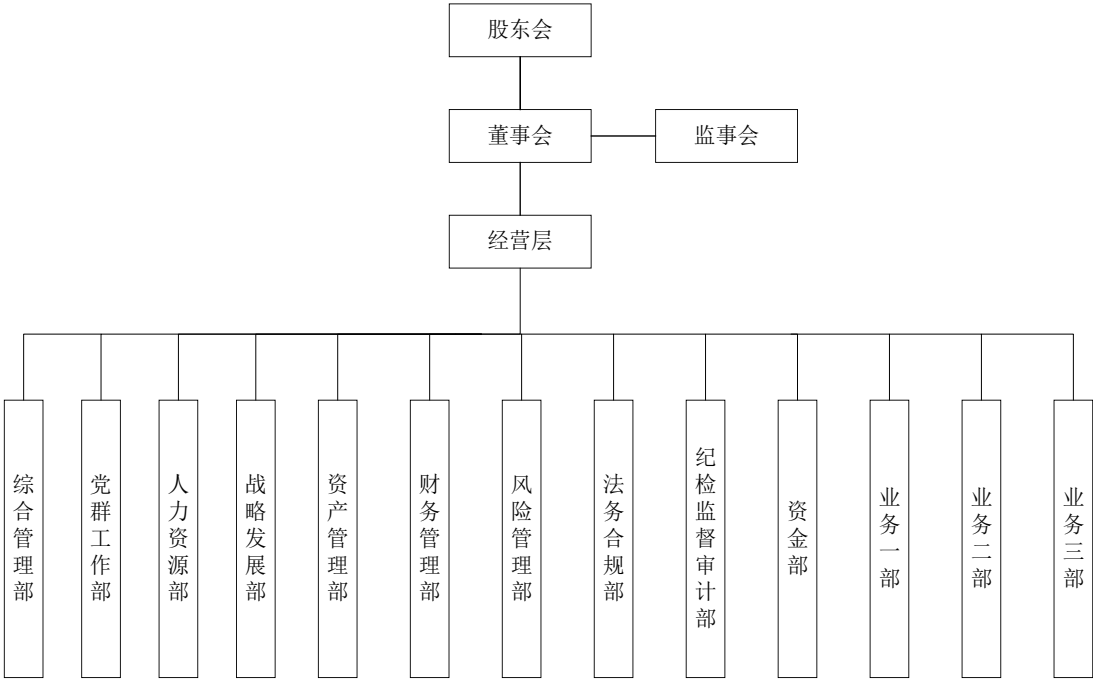 股东会
董事会
监事会
经营层
综合管理部
党群工作部
人力资源部
战略发展部
资产管理部
财务管理部
风险管理部
法务合规部
纪检监督审计部
资金部
业务一部
业务二部
业务三部